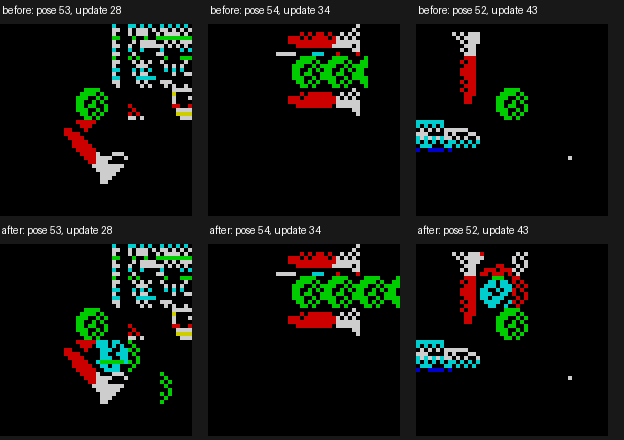 before: pose 53, update 28
before: pose 54, update 34
before: pose 52, update 43
after: pose 53, update 28
after: pose 54, update 34
after: pose 52, update 43